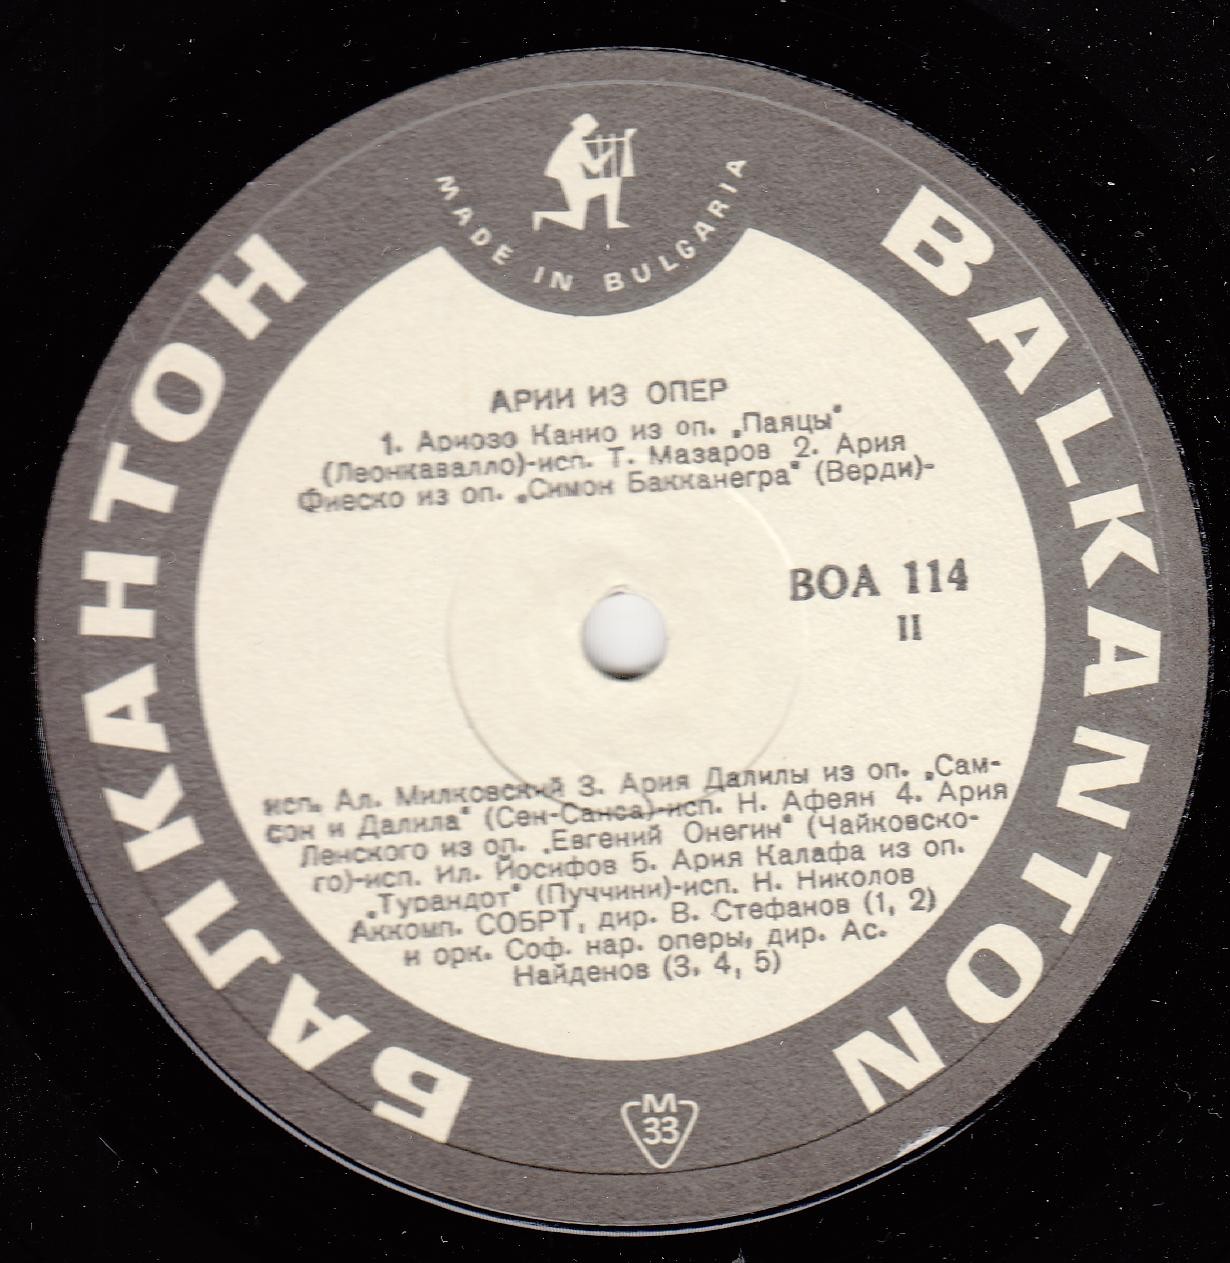 MADE IN BULGARIA
БАЛКАНТОН
BALKANTON
АРИИ ИЗ ОПЕР
1. Ариозо Канио из оп. „Паяцы“
(Леонкавалло)-исп. Т. Мазаров 2. Ария
Фиеско из оп. „Симон Бакканегра“ (Верди)-
ВОА 114
II
исп. Ал. Милковский 3. Ария Далилы из оп. „Сам-
сон и Далила“ (Сен-Санса)-исп. Н. Афеян 4. Ария
Ленского из оп. „Евгений Онегин“ (Чайковско-
го)-исп. Ил. Йосифов 5. Ария Калафа из оп.
„Турандот“ (Пуччини)-исп. Н. Николов
Аккомп. СОБРТ, дир. В. Стефанов (1, 2)
и орк. Соф. нар. оперы, дир. Ас.
Найденов (3, 4, 5)
M
33